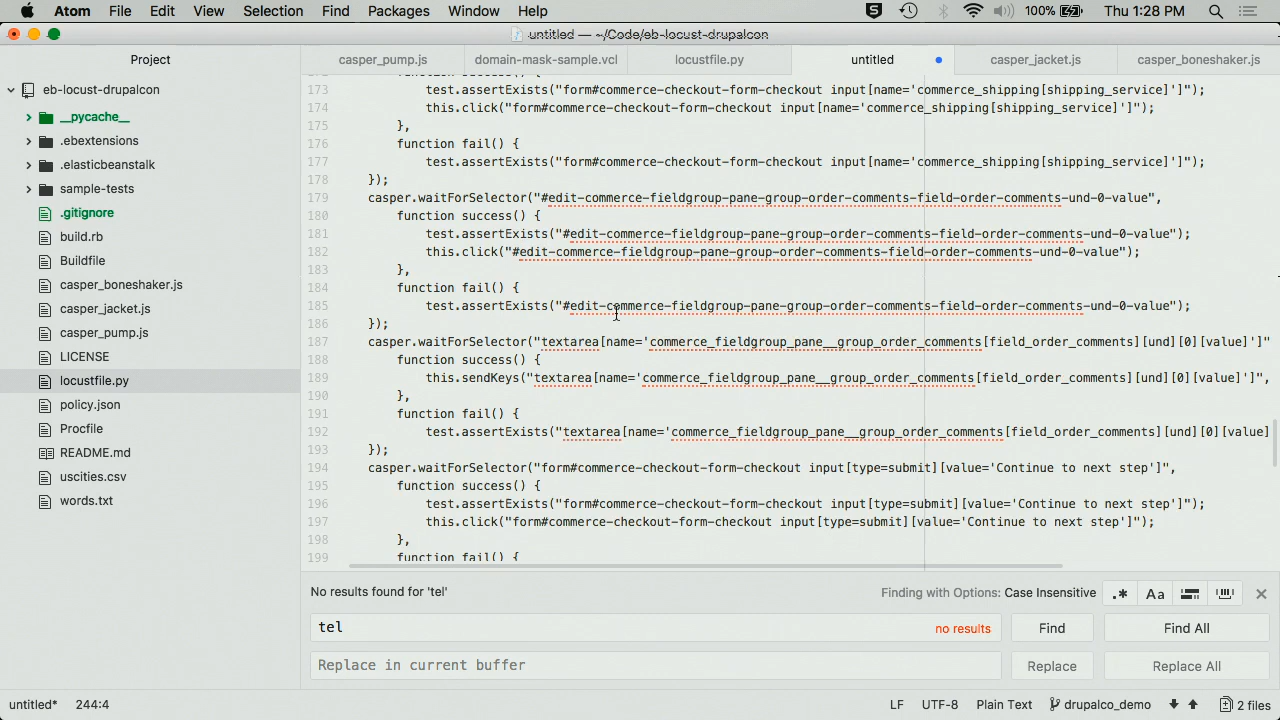 Atom File Edit View Selection Find Packages Window Help 100% Thu 1:28 PM
untitled — ~/Code/eb-locust-drupalcon
Project
casper_pump.js domain-mask-sample.vcl locustfile.py untitled casper_jacket.js casper_boneshaker.js
eb-locust-drupalcon
__pycache__
.ebextensions
.elasticbeanstalk
sample-tests
.gitignore
build.rb
Buildfile
casper_boneshaker.js
casper_jacket.js
casper_pump.js
LICENSE
locustfile.py
policy.json
Procfile
README.md
uscities.csv
words.txt
172 function success() {
173 test.assertExists("form#commerce-checkout-form-checkout input[name='commerce_shipping[shipping_service]']");
174 this.click("form#commerce-checkout-form-checkout input[name='commerce_shipping[shipping_service]']");
175 },
176 function fail() {
177 test.assertExists("form#commerce-checkout-form-checkout input[name='commerce_shipping[shipping_service]']");
178 });
179 casper.waitForSelector("#edit-commerce-fieldgroup-pane-group-order-comments-field-order-comments-und-0-value",
180 function success() {
181 test.assertExists("#edit-commerce-fieldgroup-pane-group-order-comments-field-order-comments-und-0-value");
182 this.click("#edit-commerce-fieldgroup-pane-group-order-comments-field-order-comments-und-0-value");
183 },
184 function fail() {
185 test.assertExists("#edit-commerce-fieldgroup-pane-group-order-comments-field-order-comments-und-0-value");
186 });
187 casper.waitForSelector("textarea[name='commerce_fieldgroup_pane__group_order_comments[field_order_comments][und][0][value]']"
188 function success() {
189 this.sendKeys("textarea[name='commerce_fieldgroup_pane__group_order_comments[field_order_comments][und][0][value]']",
190 },
191 function fail() {
192 test.assertExists("textarea[name='commerce_fieldgroup_pane__group_order_comments[field_order_comments][und][0][value]
193 });
194 casper.waitForSelector("form#commerce-checkout-form-checkout input[type=submit][value='Continue to next step']",
195 function success() {
196 test.assertExists("form#commerce-checkout-form-checkout input[type=submit][value='Continue to next step']");
197 this.click("form#commerce-checkout-form-checkout input[type=submit][value='Continue to next step']");
198 },
199 function fail() {
No results found for 'tel' Finding with Options: Case Insensitive .* Aa
tel no results Find Find All
Replace in current buffer Replace Replace All
untitled* 244:4 LF UTF-8 Plain Text drupalco_demo 2 files